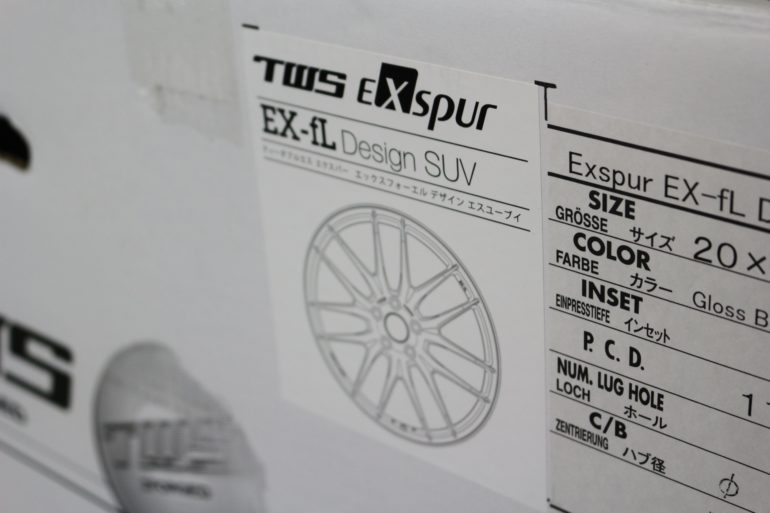 TWS EXspur
EX-fL Design SUV
ティーダブルエス エクスパー エックスフォーエル デザイン エスユーブイ
Exspur EX-fL D
SIZE
GRÖSSE サイズ 20×
COLOR
FARBE カラー Gloss B
INSET
EINPRESSTIEFE インセット
P. C. D.
NUM. LUG HOLE
LOCH ホール
C/B
ZENTRIERUNG ハブ径 φ
TWS
TWS